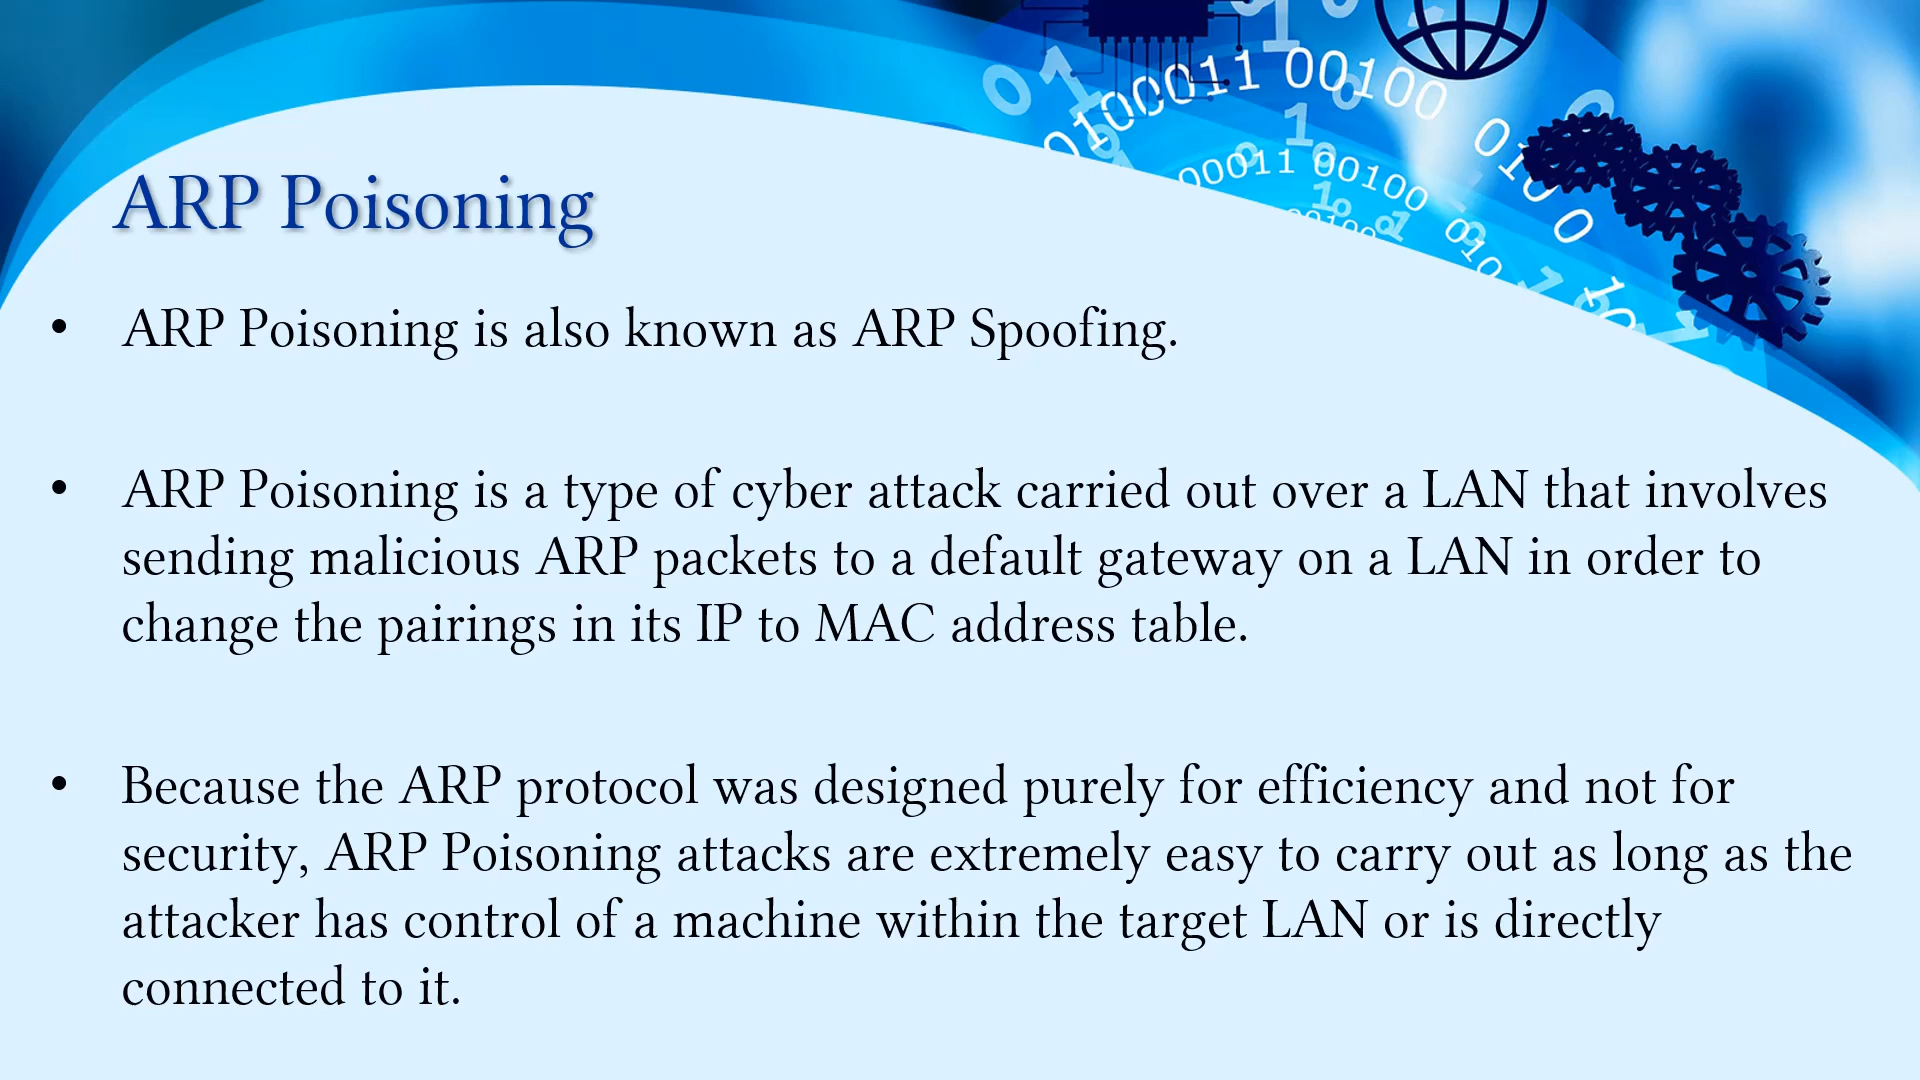 ARP Poisoning
• ARP Poisoning is also known as ARP Spoofing.
• ARP Poisoning is a type of cyber attack carried out over a LAN that involves
sending malicious ARP packets to a default gateway on a LAN in order to
change the pairings in its IP to MAC address table.
• Because the ARP protocol was designed purely for efficiency and not for
security, ARP Poisoning attacks are extremely easy to carry out as long as the
attacker has control of a machine within the target LAN or is directly
connected to it.